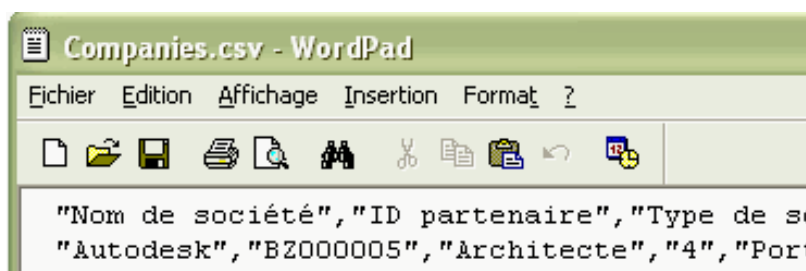 Companies.csv - WordPad
Fichier Edition Affichage Insertion Format ?
"Nom de société","ID partenaire","Type de
"Autodesk","BZ000005","Architecte","4","Por